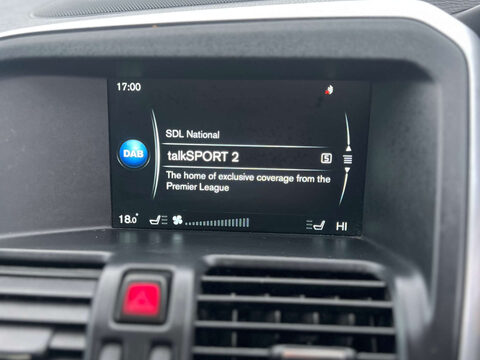 17:00
SDL National
DAB
talkSPORT 2 5
The home of exclusive coverage from the
Premier League
18.0° HI